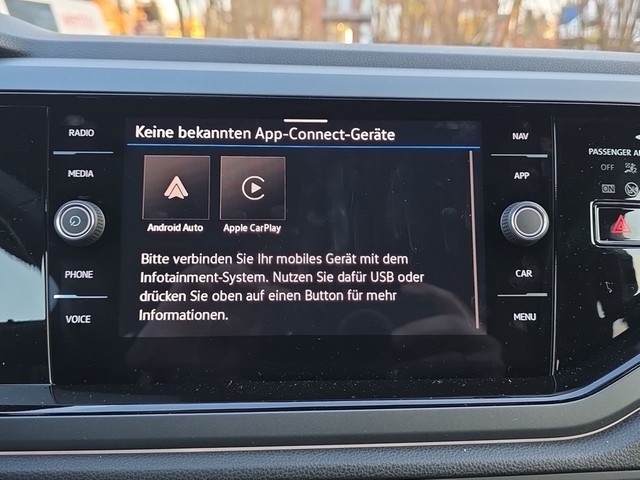 RADIO
MEDIA
PHONE
VOICE
Keine bekannten App-Connect-Geräte
Android Auto
Apple CarPlay
Bitte verbinden Sie Ihr mobiles Gerät mit dem
Infotainment-System. Nutzen Sie dafür USB oder
drücken Sie oben auf einen Button für mehr
Informationen.
NAV
APP
CAR
MENU
PASSENGER
OFF
ON